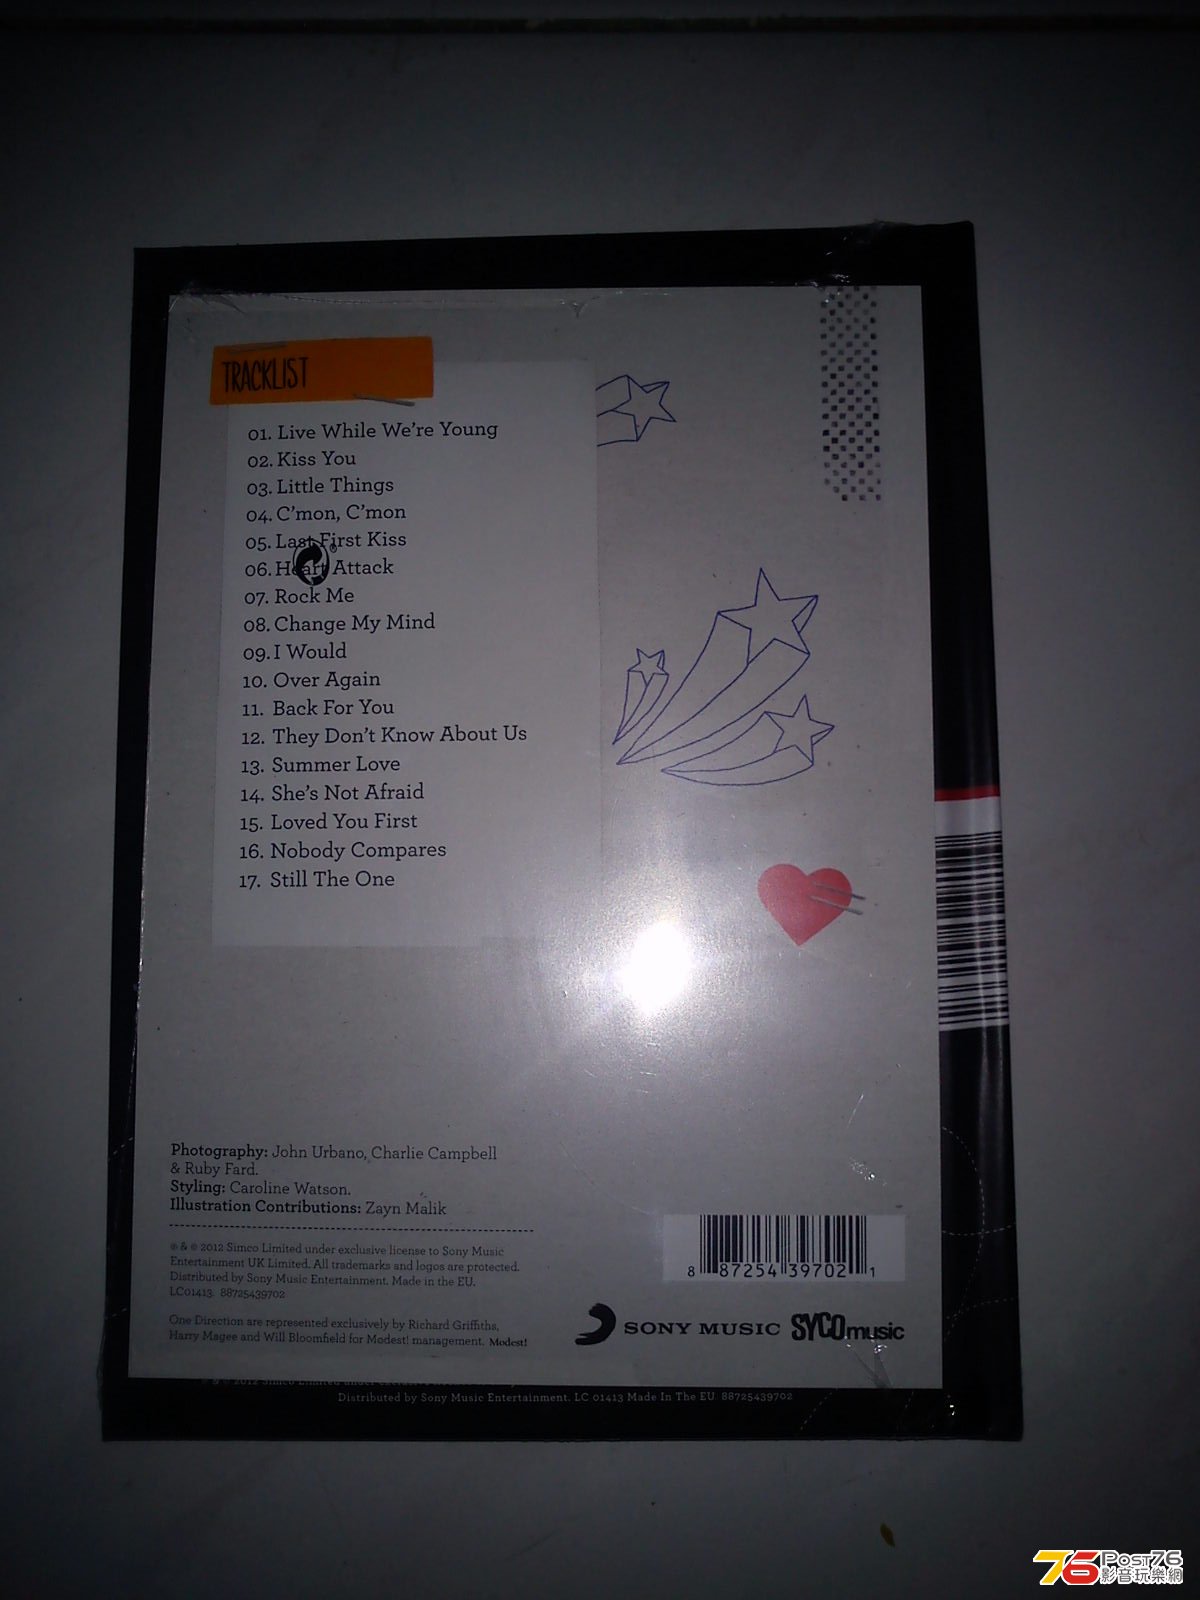 TRACKLIST
01. Live While We're Young
02. Kiss You
03. Little Things
04. C'mon, C'mon
05. Last First Kiss
06. Heart Attack
07. Rock Me
08. Change My Mind
09. I Would
10. Over Again
11. Back For You
12. They Don't Know About Us
13. Summer Love
14. She's Not Afraid
15. Loved You First
16. Nobody Compares
17. Still The One
Photography: John Urbano, Charlie Campbell
& Ruby Fard.
Styling: Caroline Watson.
Illustration Contributions: Zayn Malik
℗ & © 2012 Simco Limited under exclusive license to Sony Music
Entertainment UK Limited. All trademarks and logos are protected.
Distributed by Sony Music Entertainment. Made in the EU.
LC01413. 88725439702
One Direction are represented exclusively by Richard Griffiths,
Harry Magee and Will Bloomfield for Modest! management. Modest!
8 87254 39702 1
SONY MUSIC SYCOmusic
2012 Simco Limited under
Distributed by Sony Music Entertainment. LC 01413 Made In The EU. 88725439702
76 POST76
影音玩樂網